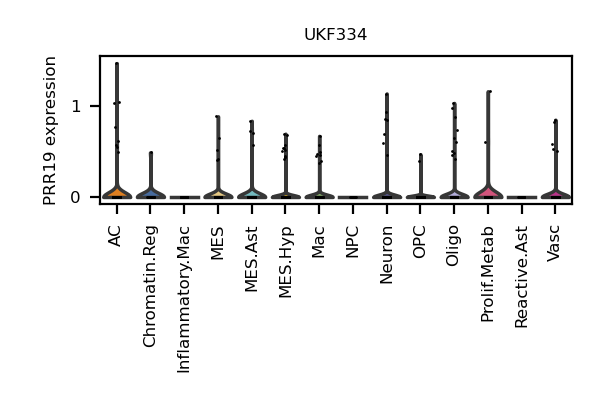 UKF334
PRR19 expression
1
0
AC
Chromatin.Reg
Inflammatory.Mac
MES
MES.Ast
MES.Hyp
Mac
NPC
Neuron
OPC
Oligo
Prolif.Metab
Reactive.Ast
Vasc